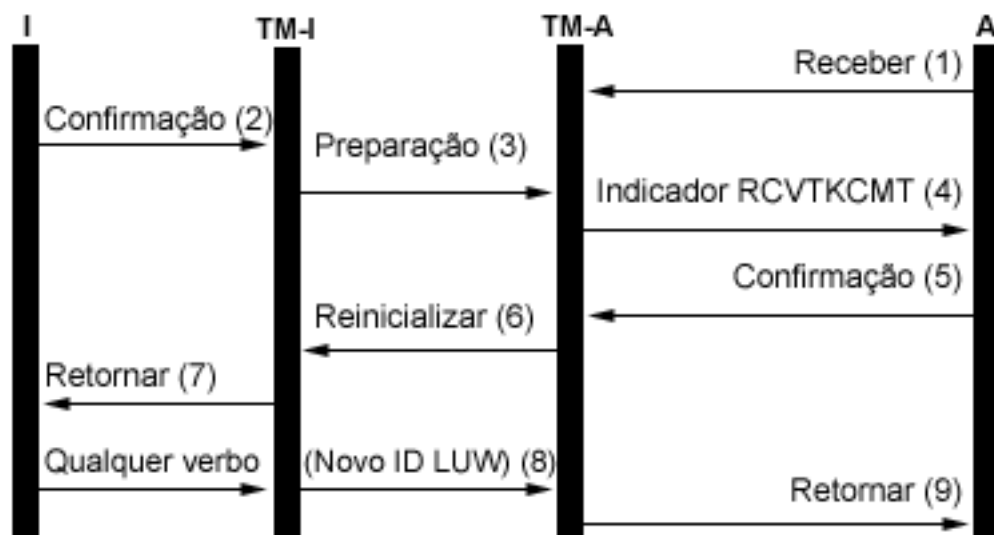 I
TM-I
TM-A
A
Receber (1)
Confirmação (2)
Preparação (3)
Indicador RCVTKCMT (4)
Confirmação (5)
Reinicializar (6)
Retornar (7)
Qualquer verbo
(Novo ID LUW) (8)
Retornar (9)